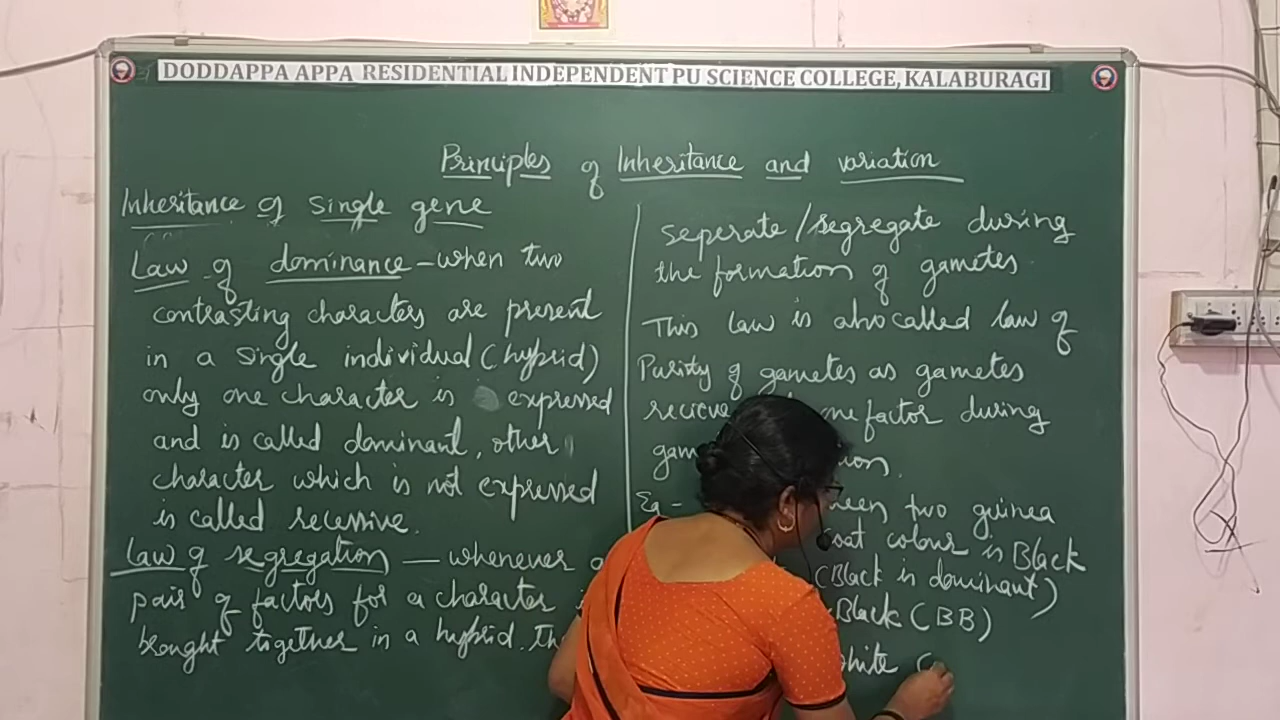 DODDAPPA APPA RESIDENTIAL INDEPENDENT PU SCIENCE COLLEGE, KALABURAGI
Principles of Inheritance and variation
Inheritance of single gene
Law of dominance - when two
contrasting characters are present
in a single individual (hybrid)
only one character is expressed
and is called dominant, other
character which is not expressed
is called recessive.
Law of segregation - whenever a
pair of factors for a character
brought together in a hybrid. Th
seperate/segregate during
the formation of gametes
This law is also called law of
Purity of gametes as gametes
recieve one factor during
gam ion.
Eg - een two guinea
coat colour is Black
(Black is dominant)
Black (BB)
white (